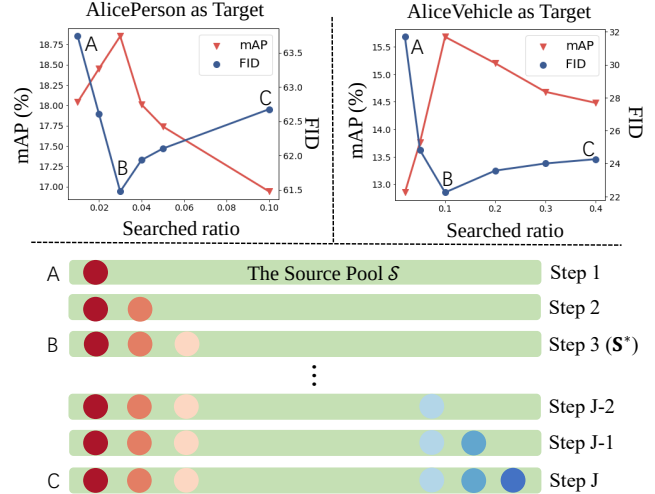 AlicePerson as Target
18.75
18.50
18.25
18.00
17.75
17.50
17.25
17.00
mAP (%)
A
B
C
mAP
FID
63.5
63.0
62.5
62.0
61.5
FID
0.02
0.04
0.06
0.08
0.10
Searched ratio
AliceVehicle as Target
15.5
15.0
14.5
14.0
13.5
13.0
mAP (%)
A
B
C
mAP
FID
32
30
28
26
24
22
FID
0.1
0.2
0.3
0.4
Searched ratio
A The Source Pool 𝒮 Step 1
Step 2
B Step 3 (S*)
⋮
Step J-2
Step J-1
C Step J